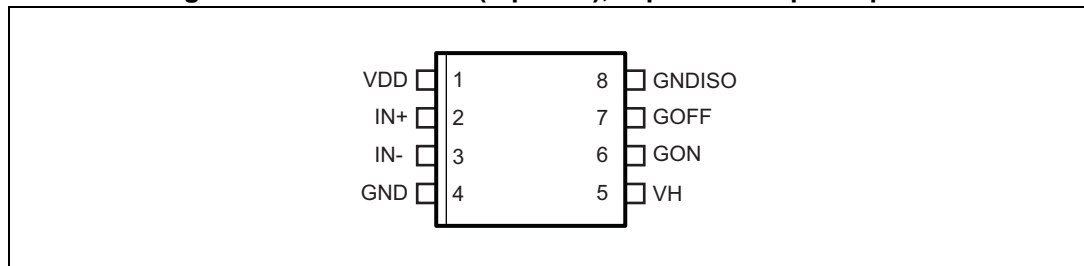 VDD 1 8 GNDISO
IN+ 2 7 GOFF
IN- 3 6 GON
GND 4 5 VH